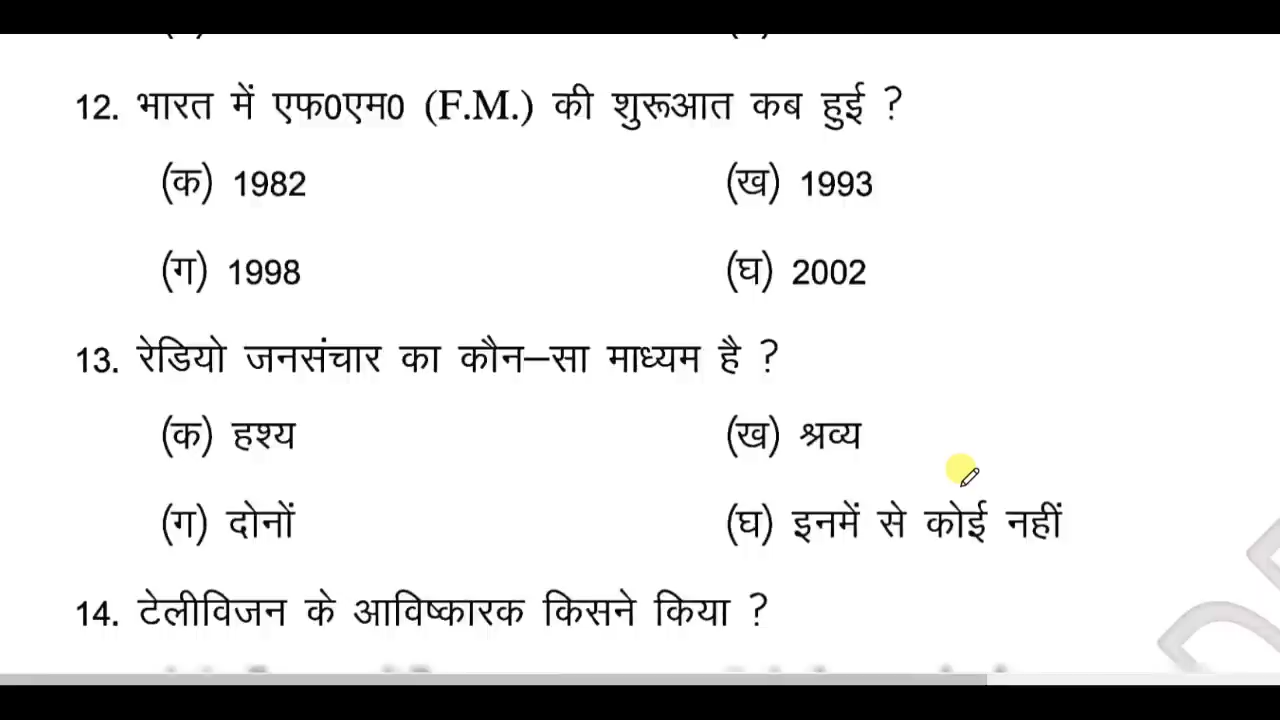 12. भारत में एफ0एम0 (F.M.) की शुरूआत कब हुई ?
(क) 1982 (ख) 1993
(ग) 1998 (घ) 2002
13. रेडियो जनसंचार का कौन–सा माध्यम है ?
(क) हश्य (ख) श्रव्य
(ग) दोनों (घ) इनमें से कोई नहीं
14. टेलीविजन के आविष्कारक किसने किया ?